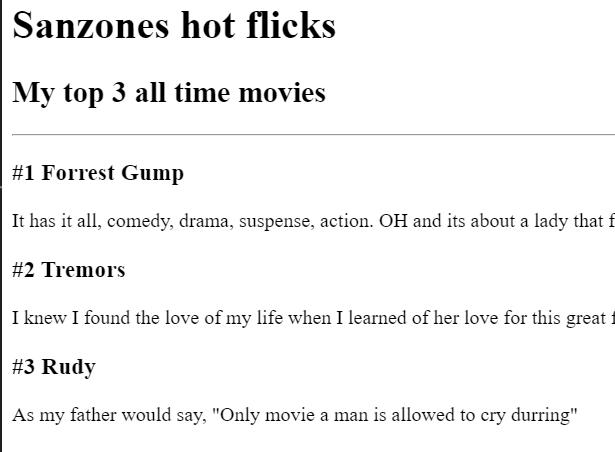 Sanzones hot flicks
My top 3 all time movies
#1 Forrest Gump
It has it all, comedy, drama, suspense, action. OH and its about a lady that
#2 Tremors
I knew I found the love of my life when I learned of her love for this great
#3 Rudy
As my father would say, "Only movie a man is allowed to cry durring"